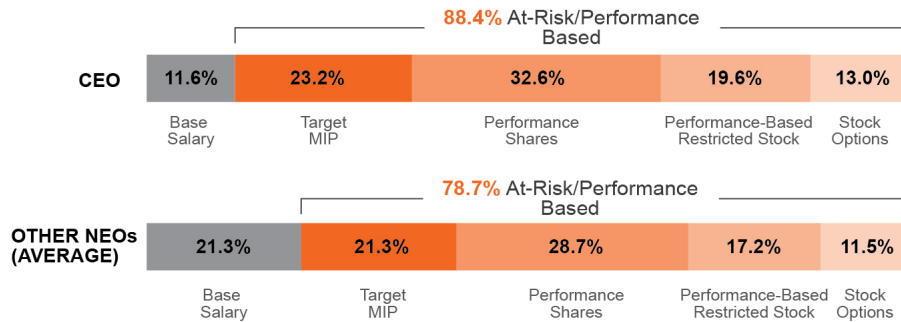 88.4% At-Risk/Performance
Based
CEO
11.6% 23.2% 32.6% 19.6% 13.0%
Base Target Performance Performance-Based Stock
Salary MIP Shares Restricted Stock Options
78.7% At-Risk/Performance
Based
OTHER NEOs
(AVERAGE)
21.3% 21.3% 28.7% 17.2% 11.5%
Base Target Performance Performance-Based Stock
Salary MIP Shares Restricted Stock Options